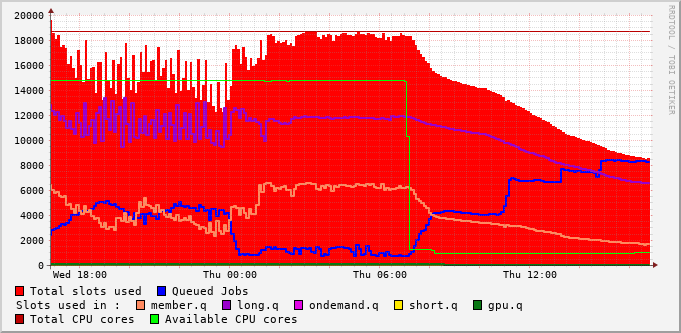 20000
18000
16000
14000
12000
10000
8000
6000
4000
2000
0
Wed 18:00 Thu 00:00 Thu 06:00 Thu 12:00
RRDTOOL / TOBI OETIKER
Total slots used Queued Jobs
Slots used in : member.q long.q ondemand.q short.q gpu.q
Total CPU cores Available CPU cores